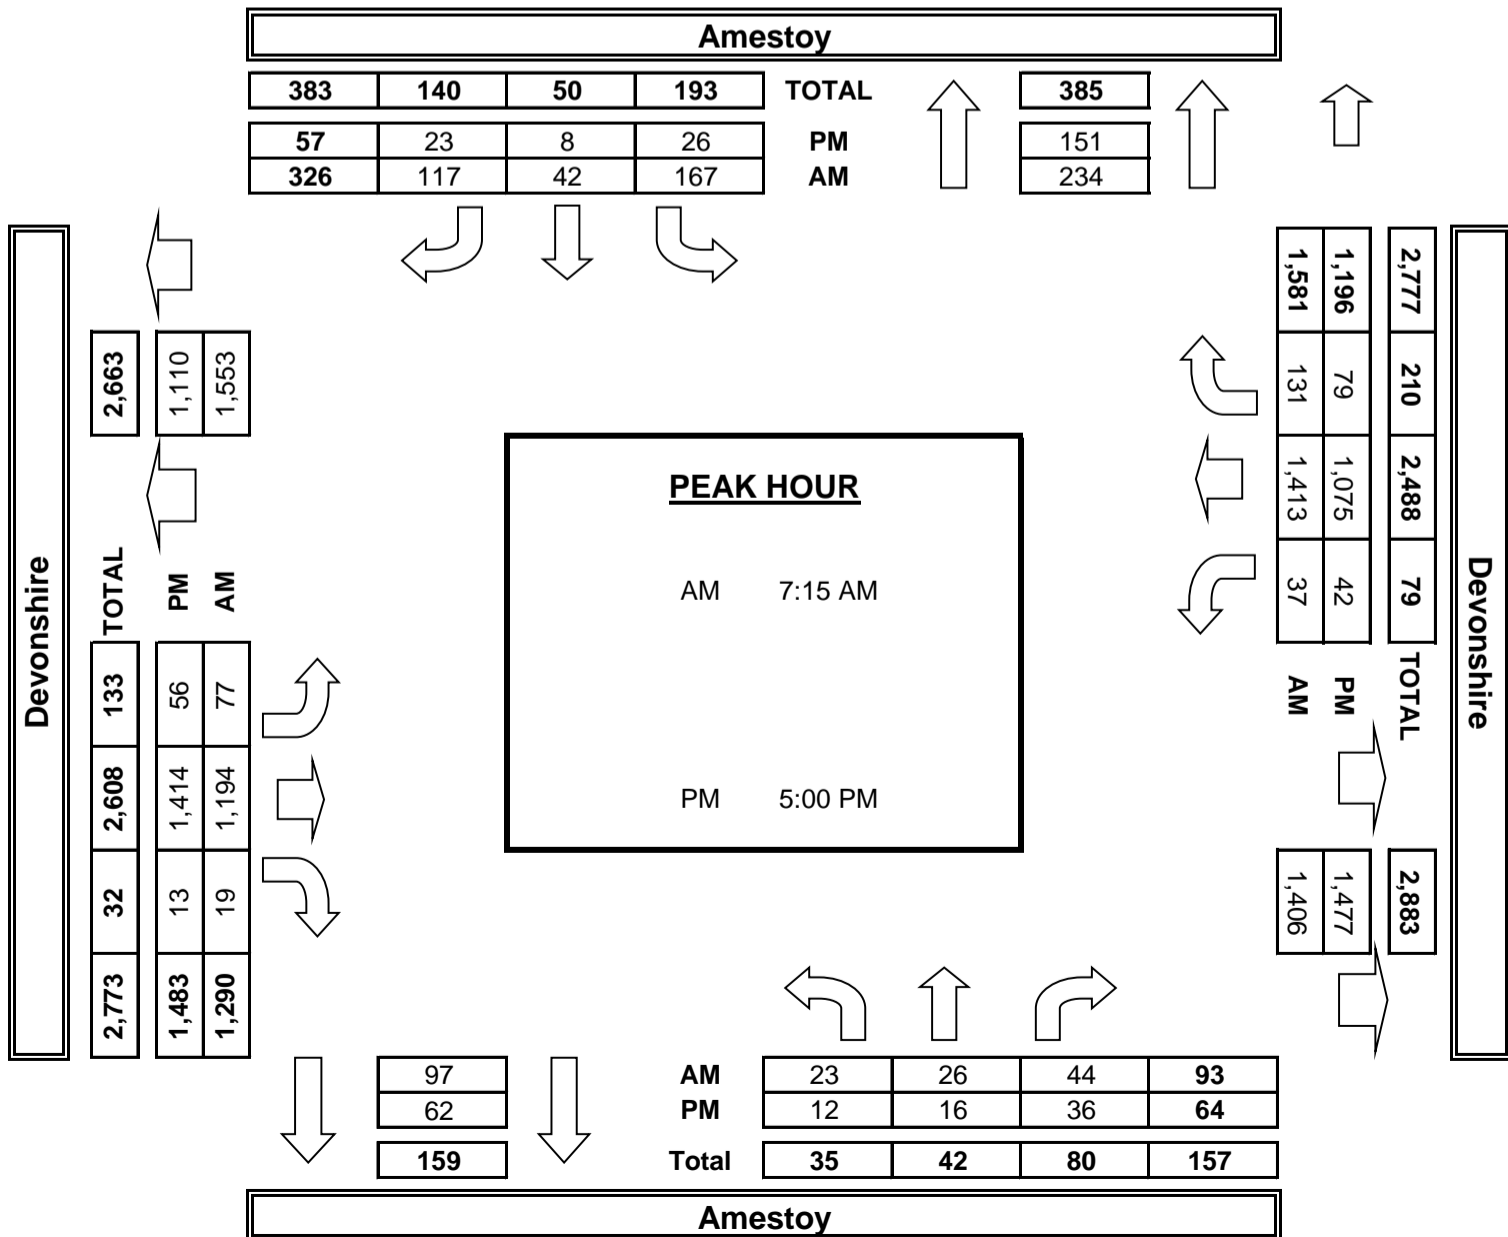 Amestoy
383 140 50 193 TOTAL 385
57 23 8 26 PM 151
326 117 42 167 AM 234
Devonshire
2,663
1,110
1,553
TOTAL PM AM
133 56 77
2,608 1,414 1,194
32 13 19
2,773 1,483 1,290
PEAK HOUR
AM 7:15 AM
PM 5:00 PM
2,777 210 2,488 79 TOTAL 2,883
1,196 79 1,075 42 PM 1,477
1,581 131 1,413 37 AM 1,406
Devonshire
97 AM 23 26 44 93
62 PM 12 16 36 64
159 Total 35 42 80 157
Amestoy